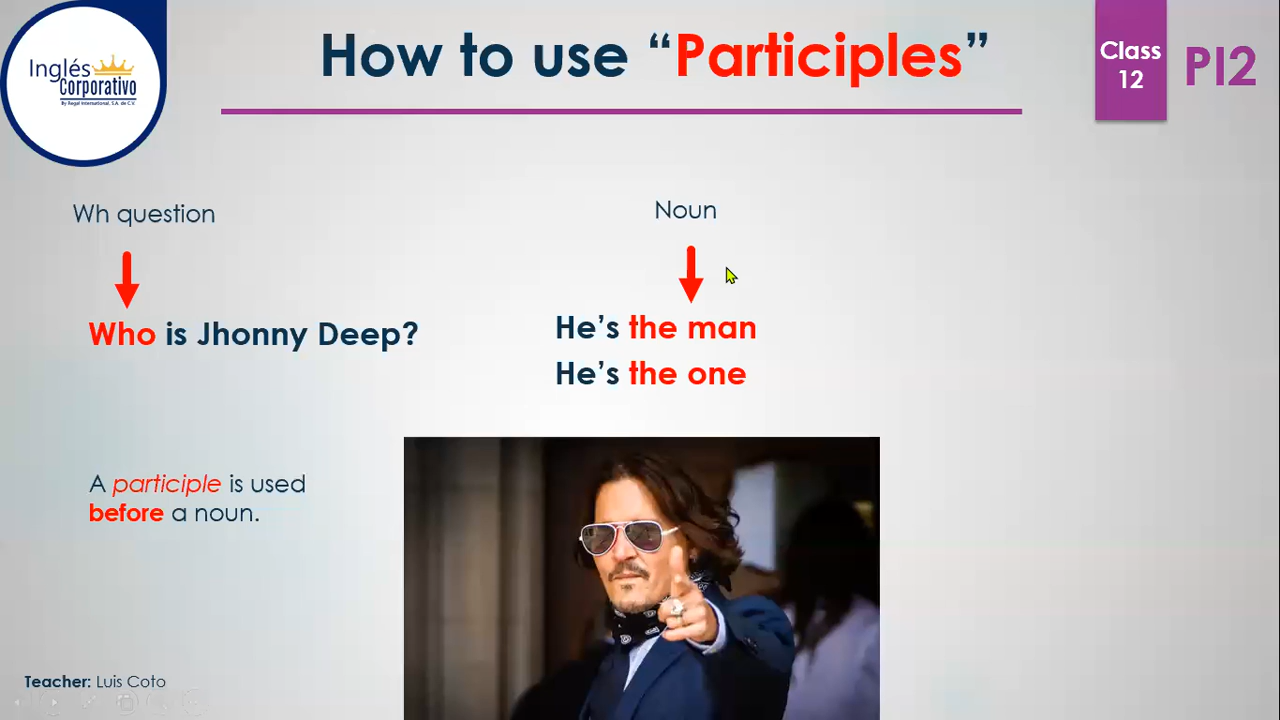 Inglés
Corporativo
By Regal International, S.A. de C.V.
How to use “Participles”
Class
12
PI2
Wh question
Noun
Who is Jhonny Deep?
He’s the man
He’s the one
A participle is used
before a noun.
Teacher: Luis Coto